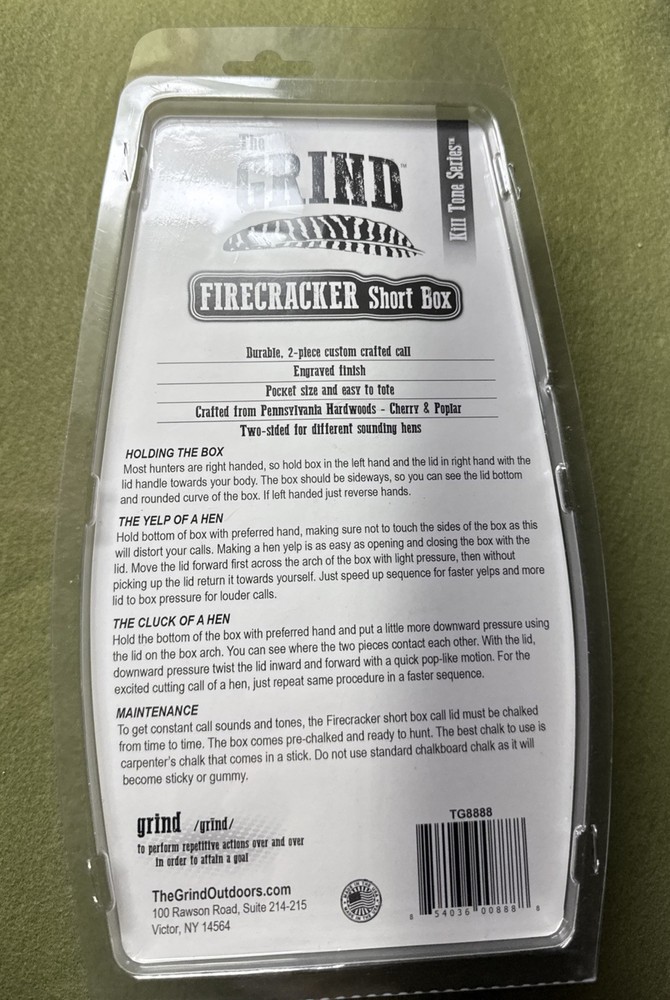 The
GRIND™
Kill Tone Series™
FIRECRACKER Short Box
Durable, 2-piece custom crafted call
Engraved finish
Pocket size and easy to tote
Crafted from Pennsylvania Hardwoods - Cherry & Poplar
Two-sided for different sounding hens
HOLDING THE BOX
Most hunters are right handed, so hold box in the left hand and the lid in right hand with the
lid handle towards your body. The box should be sideways, so you can see the lid bottom
and rounded curve of the box. If left handed just reverse hands.
THE YELP OF A HEN
Hold bottom of box with preferred hand, making sure not to touch the sides of the box as this
will distort your calls. Making a hen yelp is as easy as opening and closing the box with the
lid. Move the lid forward first across the arch of the box with light pressure, then without
picking up the lid return it towards yourself. Just speed up sequence for faster yelps and more
lid to box pressure for louder calls.
THE CLUCK OF A HEN
Hold the bottom of the box with preferred hand and put a little more downward pressure using
the lid on the box arch. You can see where the two pieces contact each other. With the lid,
downward pressure twist the lid inward and forward with a quick pop-like motion. For the
excited cutting call of a hen, just repeat same procedure in a faster sequence.
MAINTENANCE
To get constant call sounds and tones, the Firecracker short box call lid must be chalked
from time to time. The box comes pre-chalked and ready to hunt. The best chalk to use is
carpenter's chalk that comes in a stick. Do not use standard chalkboard chalk as it will
become sticky or gummy.
grind /grīnd/
to perform repetitive actions over and over
in order to attain a goal
TheGrindOutdoors.com
100 Rawson Road, Suite 214-215
Victor, NY 14564
TG8888
8 54036 00888 8